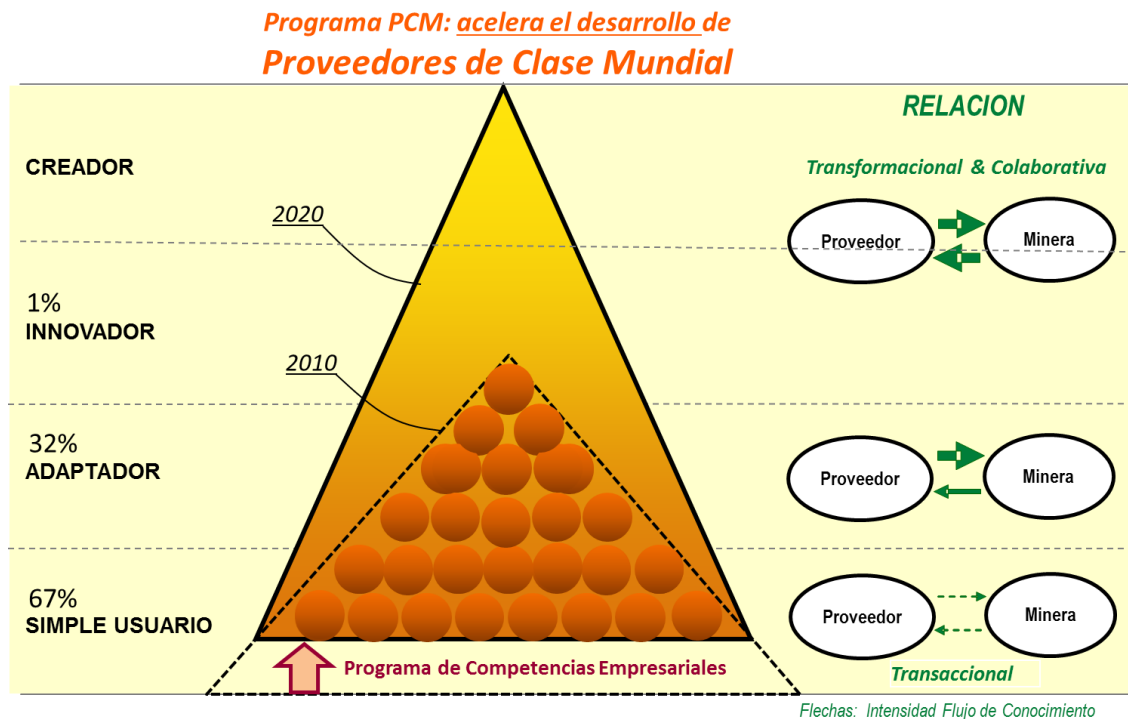 Programa PCM: acelera el desarrollo de
Proveedores de Clase Mundial
RELACION
CREADOR
Transformacional & Colaborativa
2020
Proveedor
Minera
1%
INNOVADOR
2010
32%
ADAPTADOR
Proveedor
Minera
67%
SIMPLE USUARIO
Proveedor
Minera
Programa de Competencias Empresariales
Transaccional
Flechas: Intensidad Flujo de Conocimiento